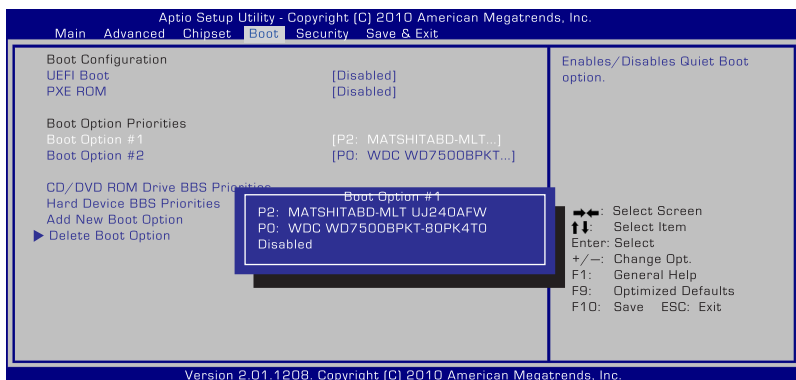 Aptio Setup Utility - Copyright (C) 2010 American Megatrends, Inc.
Main Advanced Chipset Boot Security Save & Exit
Boot Configuration
UEFI Boot [Disabled]
PXE ROM [Disabled]
Boot Option Priorities
Boot Option #1 [P2: MATSHITABD-MLT...]
Boot Option #2 [P0: WDC WD7500BPKT...]
CD/DVD ROM Drive BBS Priorities
Hard Device BBS Priorities
Add New Boot Option
Delete Boot Option
Boot Option #1
P2: MATSHITABD-MLT UJ240AFW
P0: WDC WD7500BPKT-80PK4T0
Disabled
Enables/Disables Quiet Boot
option.
→←: Select Screen
↑↓: Select Item
Enter: Select
+/—: Change Opt.
F1: General Help
F9: Optimized Defaults
F10: Save ESC: Exit
Version 2.01.1208. Copyright (C) 2010 American Megatrends, Inc.